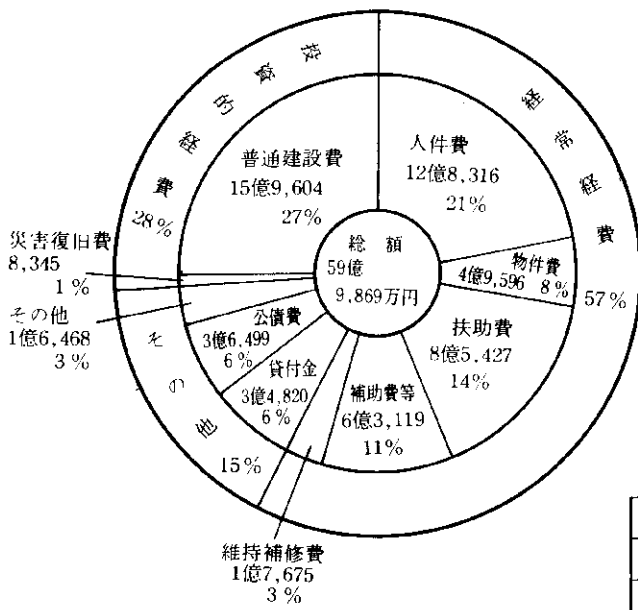 投資的経費
28%
経常経費
57%
その他
15%
総額
59億
9,869万円
人件費
12億8,316
21%
物件費
4億9,596 8%
扶助費
8億5,427
14%
補助費等
6億3,119
11%
維持補修費
1億7,675
3%
貸付金
3億4,820
6%
公債費
3億6,499
6%
その他
1億6,468
3%
災害復旧費
8,345
1%
普通建設費
15億9,604
27%